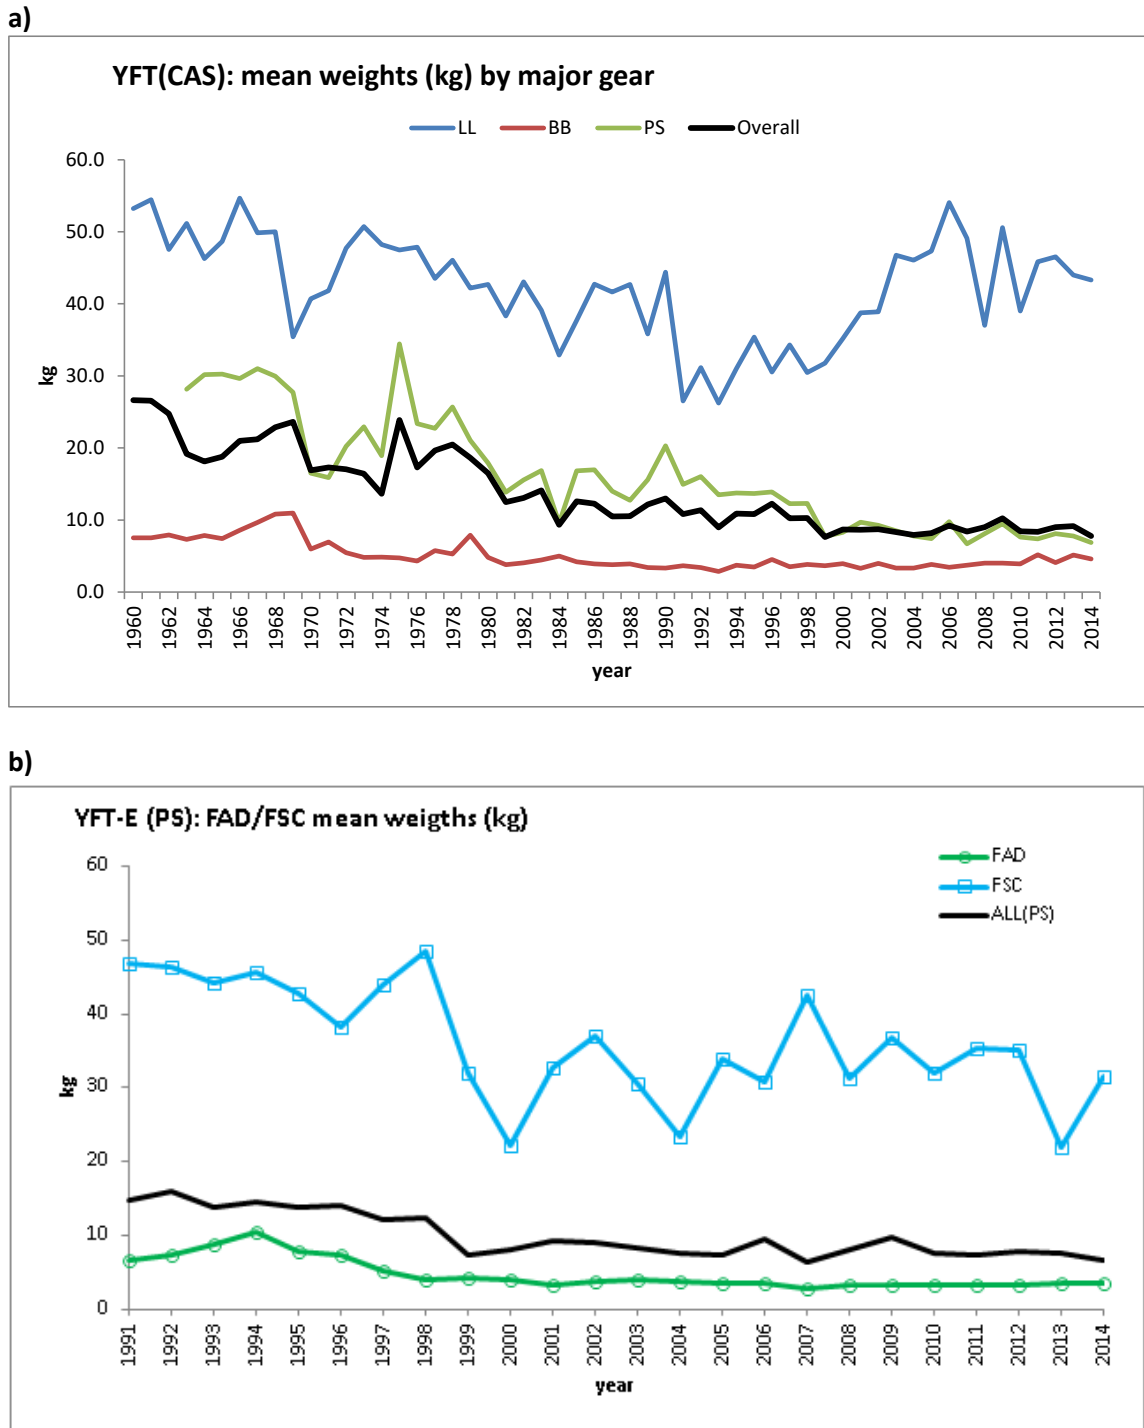 a)
YFT(CAS): mean weights (kg) by major gear
LL BB PS Overall
60.0
50.0
40.0
30.0
20.0
10.0
0.0
kg
1960 1962 1964 1966 1968 1970 1972 1974 1976 1978 1980 1982 1984 1986 1988 1990 1992 1994 1996 1998 2000 2002 2004 2006 2008 2010 2012 2014
year
b)
YFT-E (PS): FAD/FSC mean weigths (kg)
FAD
FSC
ALL(PS)
60
50
40
30
20
10
0
kg
1991 1992 1993 1994 1995 1996 1997 1998 1999 2000 2001 2002 2003 2004 2005 2006 2007 2008 2009 2010 2011 2012 2013 2014
year